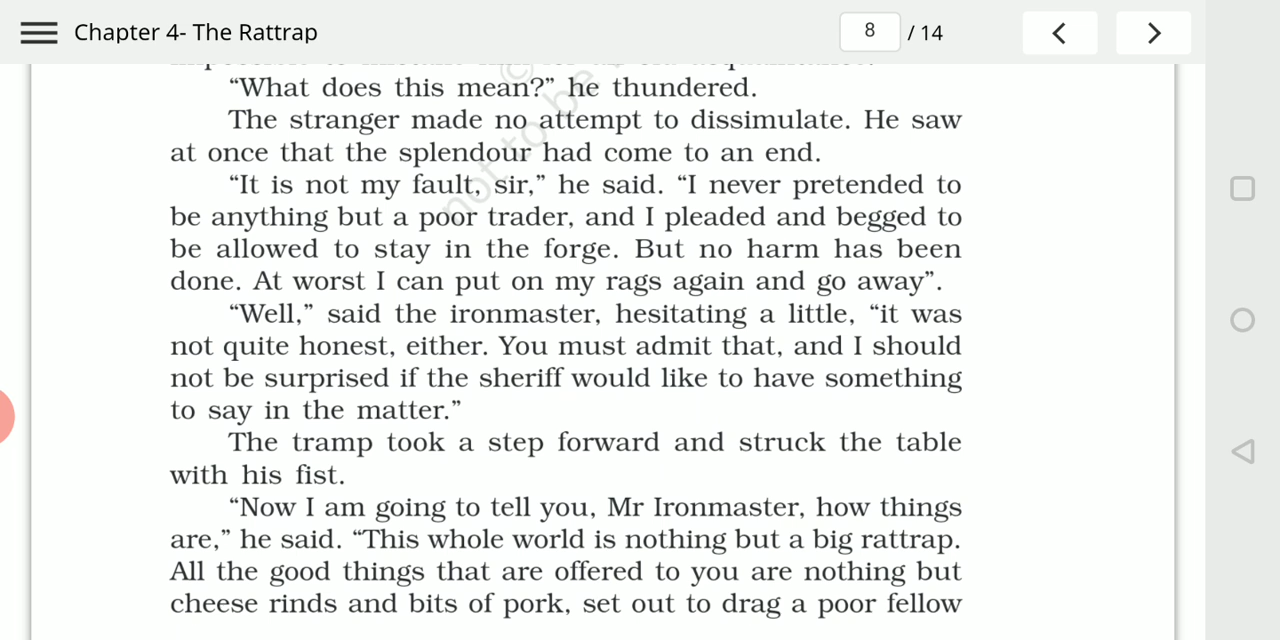 Chapter 4- The Rattrap
8 / 14
“What does this mean?” he thundered.
The stranger made no attempt to dissimulate. He saw
at once that the splendour had come to an end.
“It is not my fault, sir,” he said. “I never pretended to
be anything but a poor trader, and I pleaded and begged to
be allowed to stay in the forge. But no harm has been
done. At worst I can put on my rags again and go away”.
“Well,” said the ironmaster, hesitating a little, “it was
not quite honest, either. You must admit that, and I should
not be surprised if the sheriff would like to have something
to say in the matter.”
The tramp took a step forward and struck the table
with his fist.
“Now I am going to tell you, Mr Ironmaster, how things
are,” he said. “This whole world is nothing but a big rattrap.
All the good things that are offered to you are nothing but
cheese rinds and bits of pork, set out to drag a poor fellow
© not to be